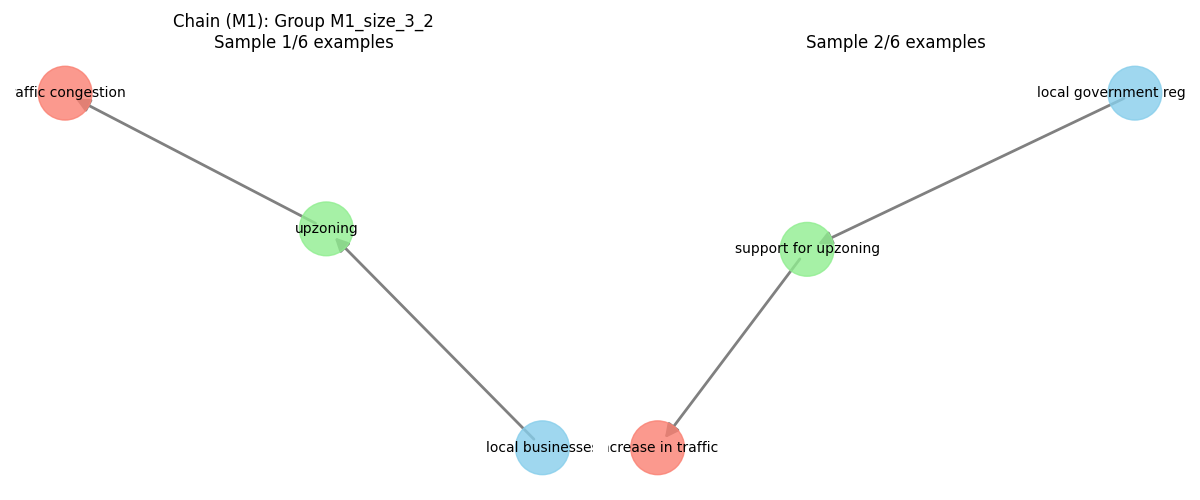 Chain (M1): Group M1_size_3_2
Sample 1/6 examples
Sample 2/6 examples
affic congestion
local government reg
upzoning
support for upzoning
local businesses
crease in traffic